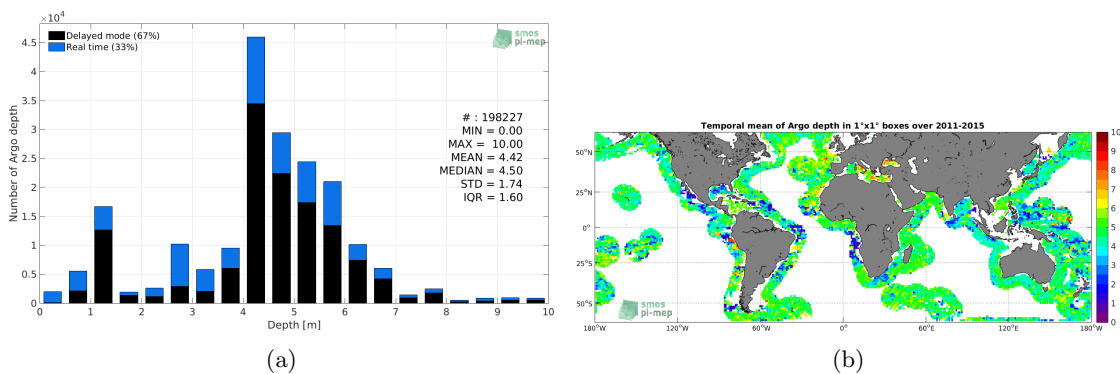 ×10⁴
Delayed mode (67%)
Real time (33%)
smos
pi-mep
4.5
4
3.5
3
2.5
2
1.5
1
0.5
0
Number of Argo depth
# : 198227
MIN = 0.00
MAX = 10.00
MEAN = 4.42
MEDIAN = 4.50
STD = 1.74
IQR = 1.60
0 1 2 3 4 5 6 7 8 9 10
Depth [m]
(a)
Temporal mean of Argo depth in 1°x1° boxes over 2011-2015
50°N
25°N
0°
25°S
50°S
smos
pi-mep
180°W 120°W 60°W 0° 60°E 120°E 180°E
10
9
8
7
6
5
4
3
2
1
0
(b)